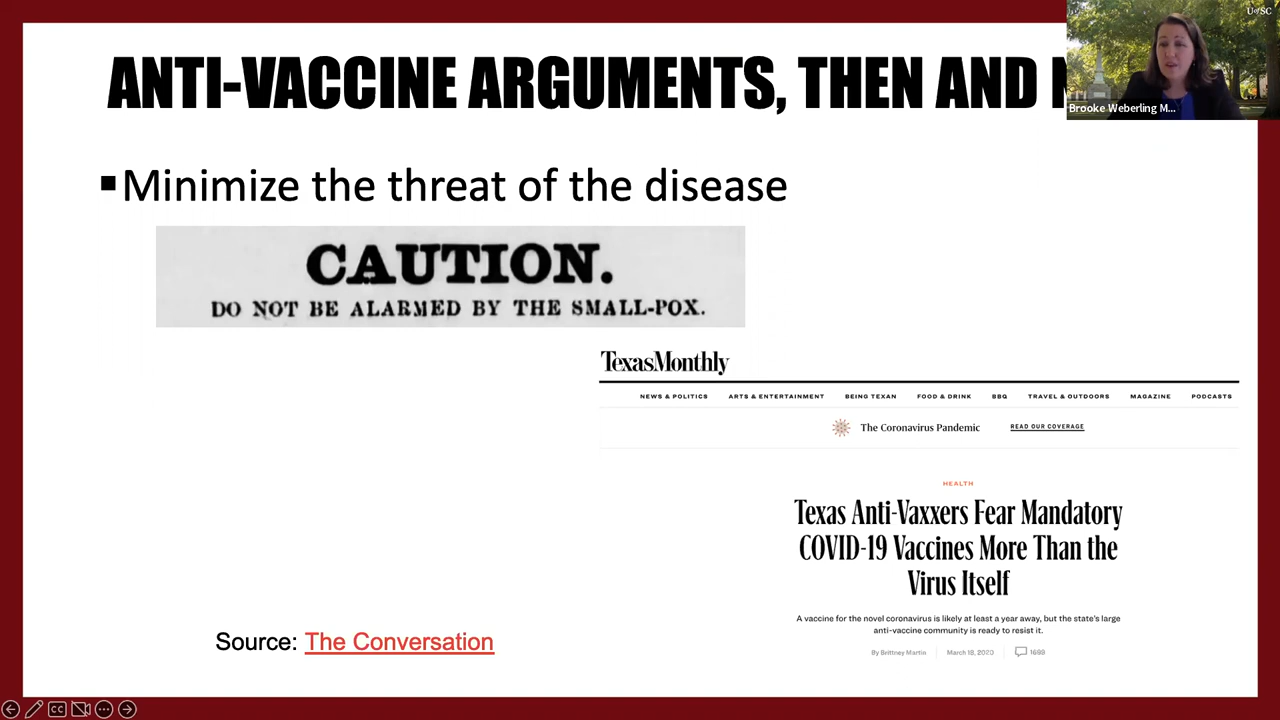 UofSC
Brooke Weberling M...
ANTI-VACCINE ARGUMENTS, THEN AND
▪Minimize the threat of the disease
CAUTION.
DO NOT BE ALARMED BY THE SMALL-POX.
TexasMonthly
NEWS & POLITICS ARTS & ENTERTAINMENT BEING TEXAN FOOD & DRINK BBQ TRAVEL & OUTDOORS MAGAZINE PODCASTS
The Coronavirus Pandemic READ OUR COVERAGE
HEALTH
Texas Anti-Vaxxers Fear Mandatory
COVID-19 Vaccines More Than the
Virus Itself
A vaccine for the novel coronavirus is likely at least a year away, but the state's large
anti-vaccine community is ready to resist it.
By Brittney Martin March 18, 2020 1698
Source: The Conversation
CC